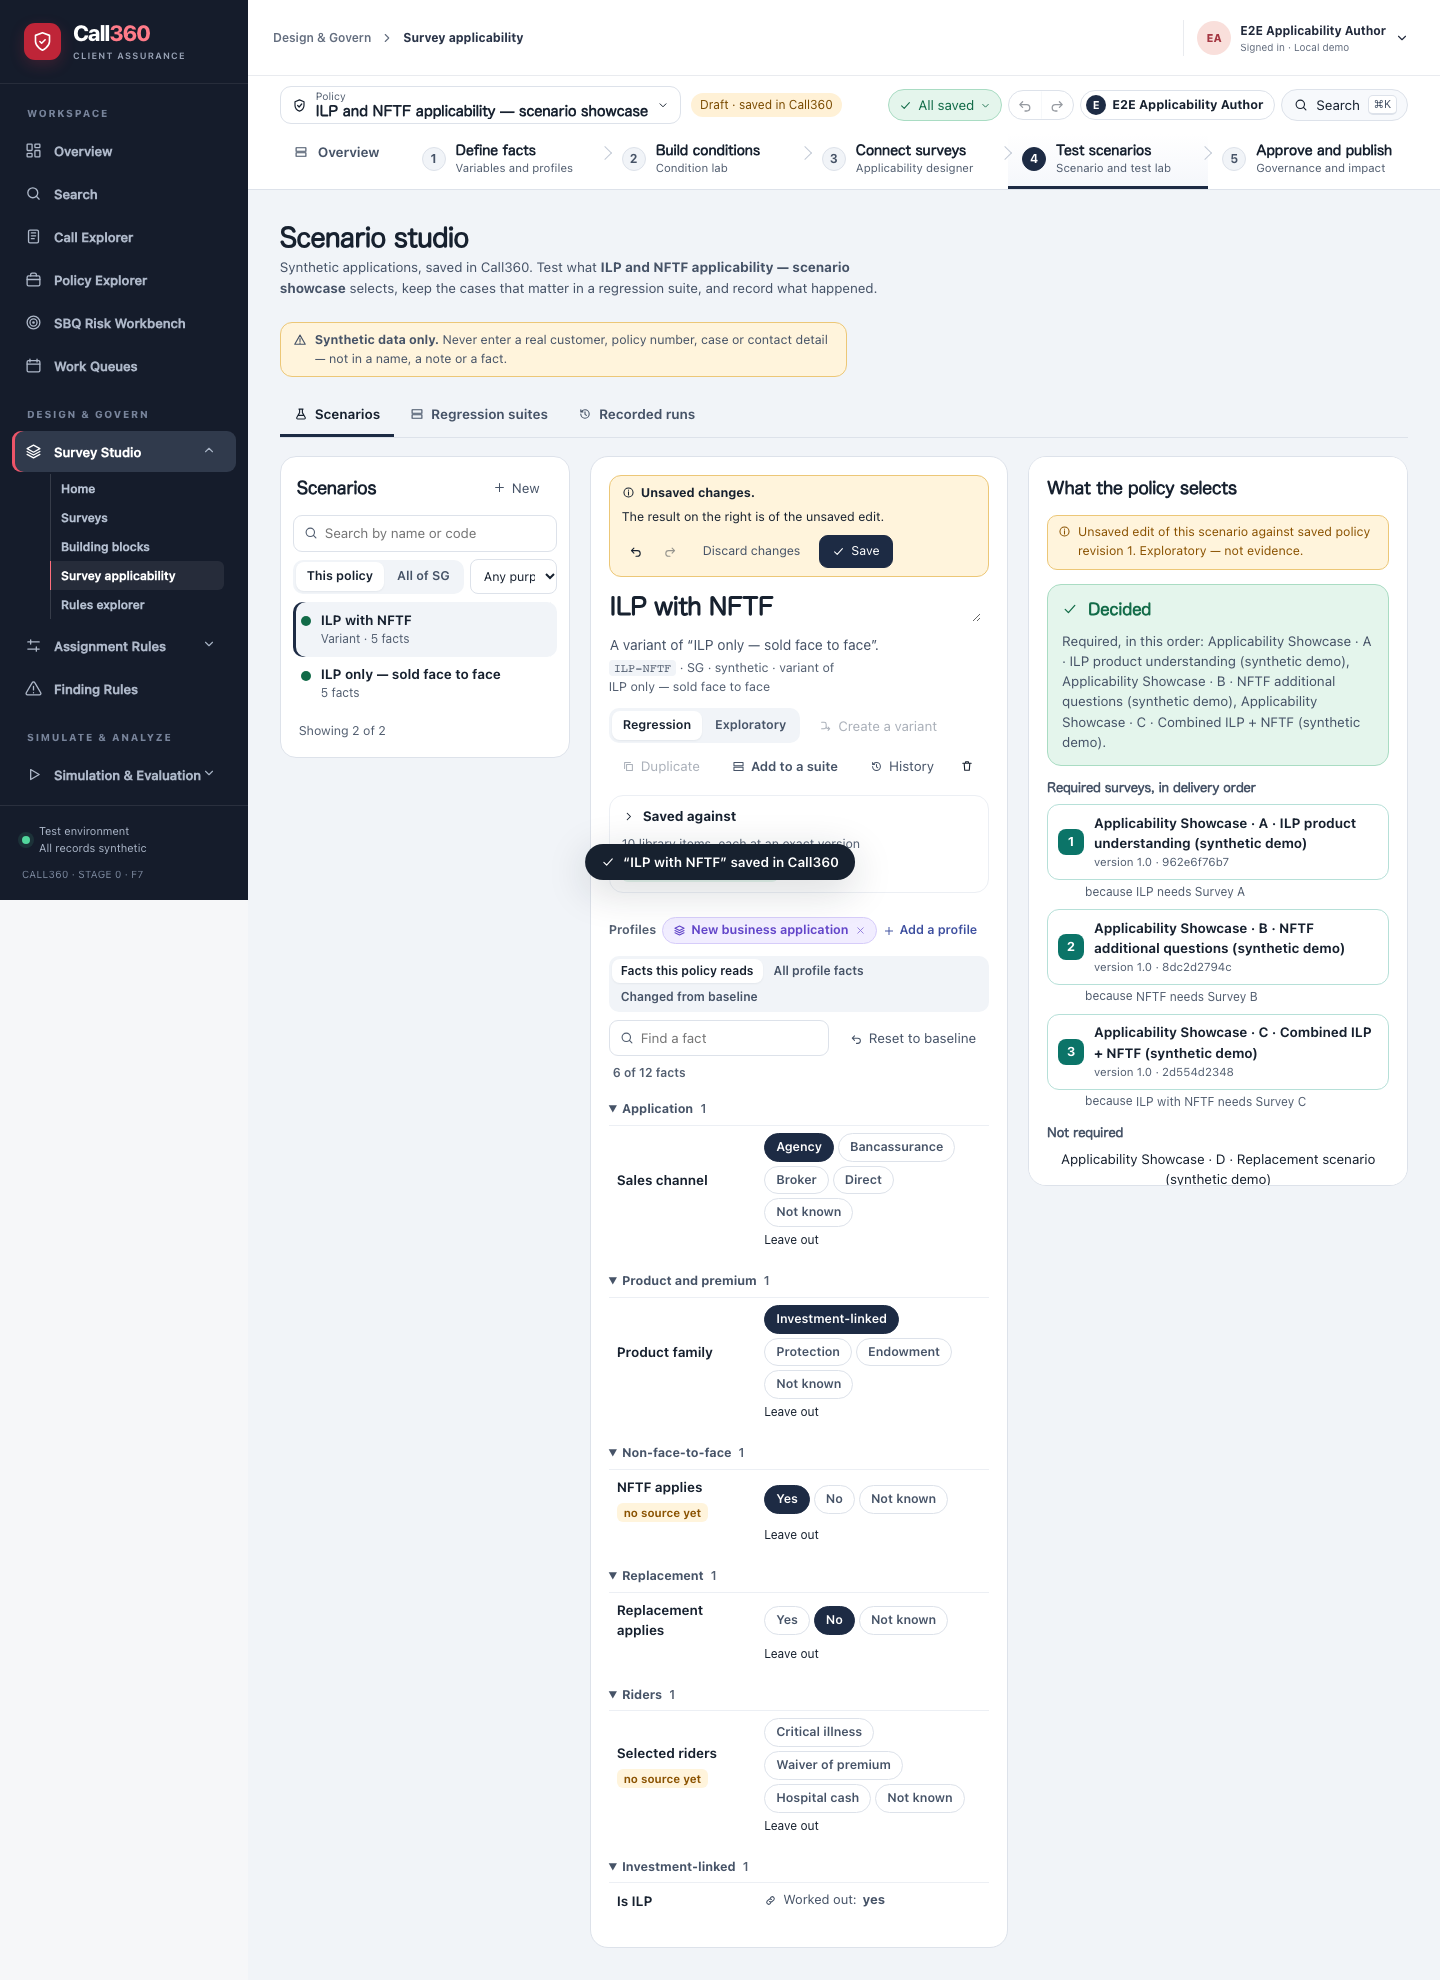 Call360
CLIENT ASSURANCE
WORKSPACE
Overview
Search
Call Explorer
Policy Explorer
SBQ Risk Workbench
Work Queues
DESIGN & GOVERN
Survey Studio
Home
Surveys
Building blocks
Survey applicability
Rules explorer
Assignment Rules
Finding Rules
SIMULATE & ANALYZE
Simulation & Evaluation
Test environment
All records synthetic
CALL360 · STAGE 0 · F7
Design & Govern
Survey applicability
EA
E2E Applicability Author
Signed in · Local demo
Policy
ILP and NFTF applicability — scenario showcase
Draft · saved in Call360
All saved
E
E2E Applicability Author
Search
⌘K
Overview
1
Define facts
Variables and profiles
2
Build conditions
Condition lab
3
Connect surveys
Applicability designer
4
Test scenarios
Scenario and test lab
5
Approve and publish
Governance and impact
Scenario studio
Synthetic applications, saved in Call360. Test what ILP and NFTF applicability — scenario
showcase selects, keep the cases that matter in a regression suite, and record what happened.
Synthetic data only. Never enter a real customer, policy number, case or contact detail
— not in a name, a note or a fact.
Scenarios
Regression suites
Recorded runs
Scenarios
New
Search by name or code
This policy
All of SG
Any purp
ILP with NFTF
Variant · 5 facts
ILP only — sold face to face
5 facts
Showing 2 of 2
Unsaved changes.
The result on the right is of the unsaved edit.
Discard changes
Save
ILP with NFTF
A variant of “ILP only — sold face to face”.
ILP-NFTF · SG · synthetic · variant of
ILP only — sold face to face
Regression
Exploratory
Create a variant
Duplicate
Add to a suite
History
Saved against
10 library items, each at an exact version
“ILP with NFTF” saved in Call360
Profiles
New business application
Add a profile
Facts this policy reads
All profile facts
Changed from baseline
Find a fact
Reset to baseline
6 of 12 facts
Application 1
Sales channel
Agency
Bancassurance
Broker
Direct
Not known
Leave out
Product and premium 1
Product family
Investment-linked
Protection
Endowment
Not known
Leave out
Non-face-to-face 1
NFTF applies
no source yet
Yes
No
Not known
Leave out
Replacement 1
Replacement
applies
Yes
No
Not known
Leave out
Riders 1
Selected riders
no source yet
Critical illness
Waiver of premium
Hospital cash
Not known
Leave out
Investment-linked 1
Is ILP
Worked out: yes
What the policy selects
Unsaved edit of this scenario against saved policy
revision 1. Exploratory — not evidence.
Decided
Required, in this order: Applicability Showcase · A
· ILP product understanding (synthetic demo),
Applicability Showcase · B · NFTF additional
questions (synthetic demo), Applicability
Showcase · C · Combined ILP + NFTF (synthetic
demo).
Required surveys, in delivery order
1
Applicability Showcase · A · ILP product
understanding (synthetic demo)
version 1.0 · 962e6f76b7
because ILP needs Survey A
2
Applicability Showcase · B · NFTF
additional questions (synthetic demo)
version 1.0 · 8dc2d2794c
because NFTF needs Survey B
3
Applicability Showcase · C · Combined ILP
+ NFTF (synthetic demo)
version 1.0 · 2d554d2348
because ILP with NFTF needs Survey C
Not required
Applicability Showcase · D · Replacement scenario
(synthetic demo)